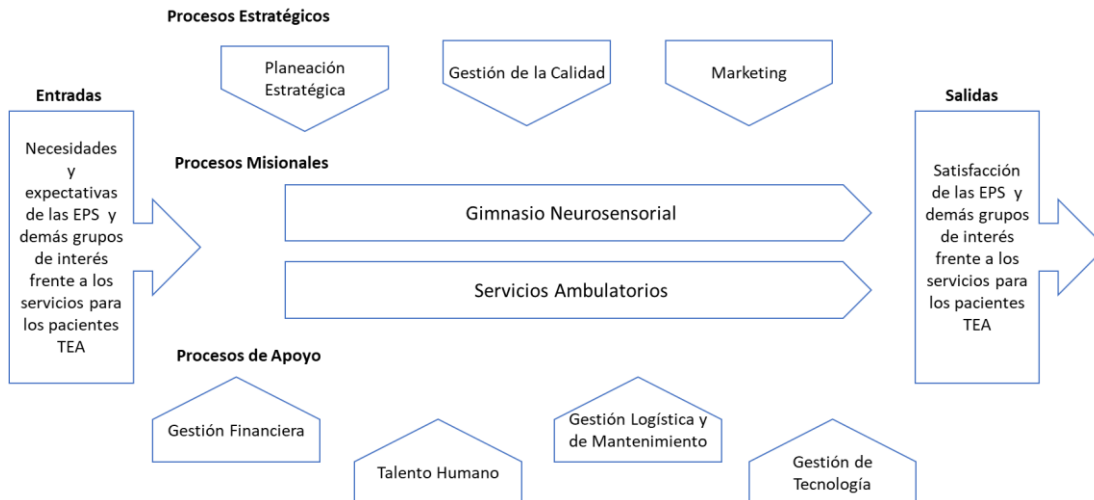 Procesos Estratégicos
Planeación
Estratégica
Gestión de la Calidad
Marketing
Entradas
Necesidades
y
expectativas
de las EPS y
demás grupos
de interés
frente a los
servicios para
los pacientes
TEA
Procesos Misionales
Gimnasio Neurosensorial
Servicios Ambulatorios
Salidas
Satisfacción
de las EPS y
demás grupos
de interés
frente a los
servicios para
los pacientes
TEA
Procesos de Apoyo
Gestión Financiera
Talento Humano
Gestión Logística y
de Mantenimiento
Gestión de
Tecnología